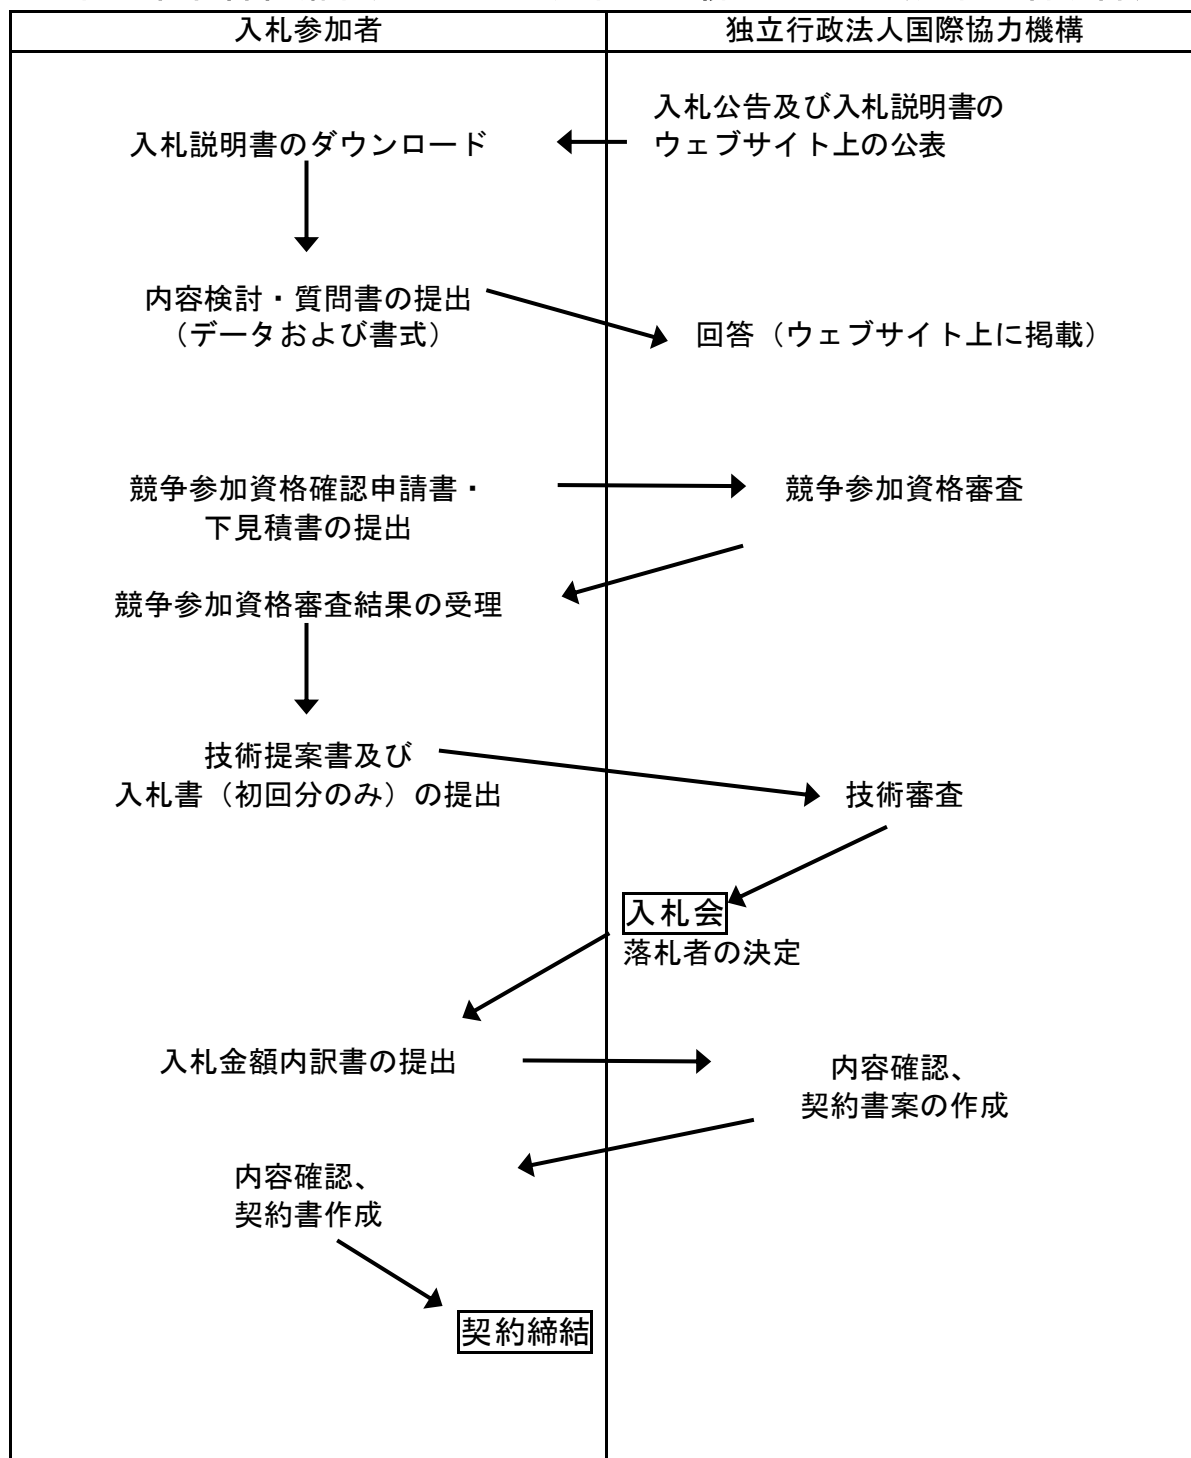 入札参加者
独立行政法人国際協力機構
入札公告及び入札説明書の
ウェブサイト上の公表
入札説明書のダウンロード
内容検討・質問書の提出
（データおよび書式）
回答（ウェブサイト上に掲載）
競争参加資格確認申請書・
下見積書の提出
競争参加資格審査
競争参加資格審査結果の受理
技術提案書及び
入札書（初回分のみ）の提出
技術審査
入札会
落札者の決定
入札金額内訳書の提出
内容確認、
契約書案の作成
内容確認、
契約書作成
契約締結